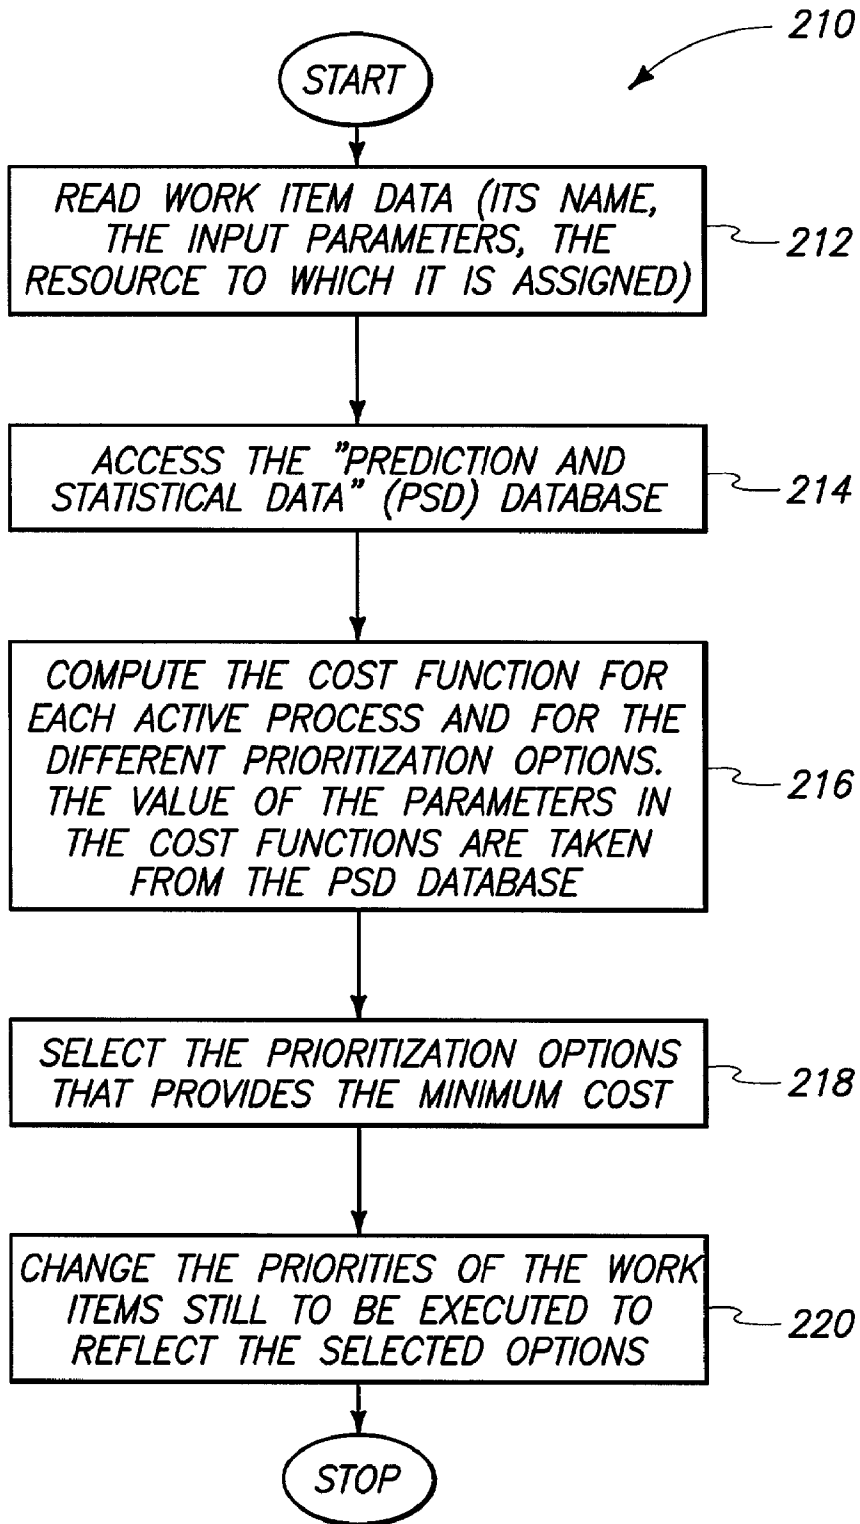 210
START
READ WORK ITEM DATA (ITS NAME,
THE INPUT PARAMETERS, THE
RESOURCE TO WHICH IT IS ASSIGNED)
212
ACCESS THE "PREDICTION AND
STATISTICAL DATA" (PSD) DATABASE
214
COMPUTE THE COST FUNCTION FOR
EACH ACTIVE PROCESS AND FOR THE
DIFFERENT PRIORITIZATION OPTIONS.
THE VALUE OF THE PARAMETERS IN
THE COST FUNCTIONS ARE TAKEN
FROM THE PSD DATABASE
216
SELECT THE PRIORITIZATION OPTIONS
THAT PROVIDES THE MINIMUM COST
218
CHANGE THE PRIORITIES OF THE WORK
ITEMS STILL TO BE EXECUTED TO
REFLECT THE SELECTED OPTIONS
220
STOP